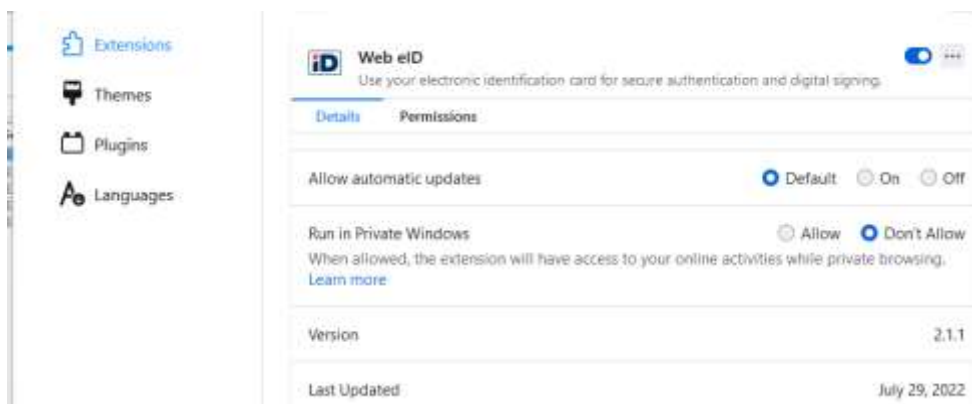 Extensions
Themes
Plugins
Languages
iD
Web eID
Use your electronic identification card for secure authentication and digital signing.
Details Permissions
Allow automatic updates Default On Off
Run in Private Windows Allow Don't Allow
When allowed, the extension will have access to your online activities while private browsing.
Learn more
Version 2.1.1
Last Updated July 29, 2022